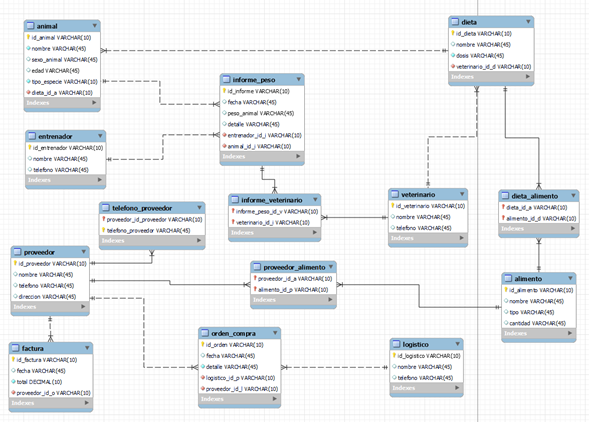 animal
id_animal VARCHAR(10)
nombre VARCHAR(45)
sexo_animal VARCHAR(45)
edad VARCHAR(45)
tipo_especie VARCHAR(10)
dieta_id_a VARCHAR(10)
Indexes
entrenador
id_entrenador VARCHAR(10)
nombre VARCHAR(45)
telefono VARCHAR(45)
Indexes
informe_peso
id_informe VARCHAR(10)
fecha VARCHAR(45)
peso_animal VARCHAR(45)
detalle VARCHAR(45)
entrenador_id_i VARCHAR(10)
animal_id_i VARCHAR(10)
Indexes
dieta
id_dieta VARCHAR(10)
nombre VARCHAR(45)
dosis VARCHAR(45)
veterinario_id_d VARCHAR(10)
Indexes
telefono_proveedor
proveedor_id_proveedor VARCHAR(10)
telefono_proveedor VARCHAR(45)
Indexes
informe_veterinario
informe_peso_id_v VARCHAR(10)
veterinario_id_i VARCHAR(10)
Indexes
veterinario
id_veterinario VARCHAR(10)
nombre VARCHAR(45)
telefono VARCHAR(45)
Indexes
dieta_alimento
dieta_id_a VARCHAR(10)
alimento_id_d VARCHAR(10)
Indexes
proveedor
id_proveedor VARCHAR(10)
nombre VARCHAR(45)
teléfono VARCHAR(45)
direccion VARCHAR(45)
Indexes
proveedor_alimento
proveedor_id_a VARCHAR(10)
alimento_id_p VARCHAR(10)
Indexes
alimento
id_alimento VARCHAR(10)
nombre VARCHAR(45)
tipo VARCHAR(45)
cantidad VARCHAR(45)
Indexes
factura
id_factura VARCHAR(10)
fecha VARCHAR(45)
total DECIMAL(10)
proveedor_id_o VARCHAR(10)
Indexes
orden_compra
id_orden VARCHAR(10)
fecha VARCHAR(45)
detalle VARCHAR(45)
logistico_id_p VARCHAR(10)
proveedor_id_l VARCHAR(10)
Indexes
logistico
id_logistico VARCHAR(10)
nombre VARCHAR(45)
teléfono VARCHAR(45)
Indexes